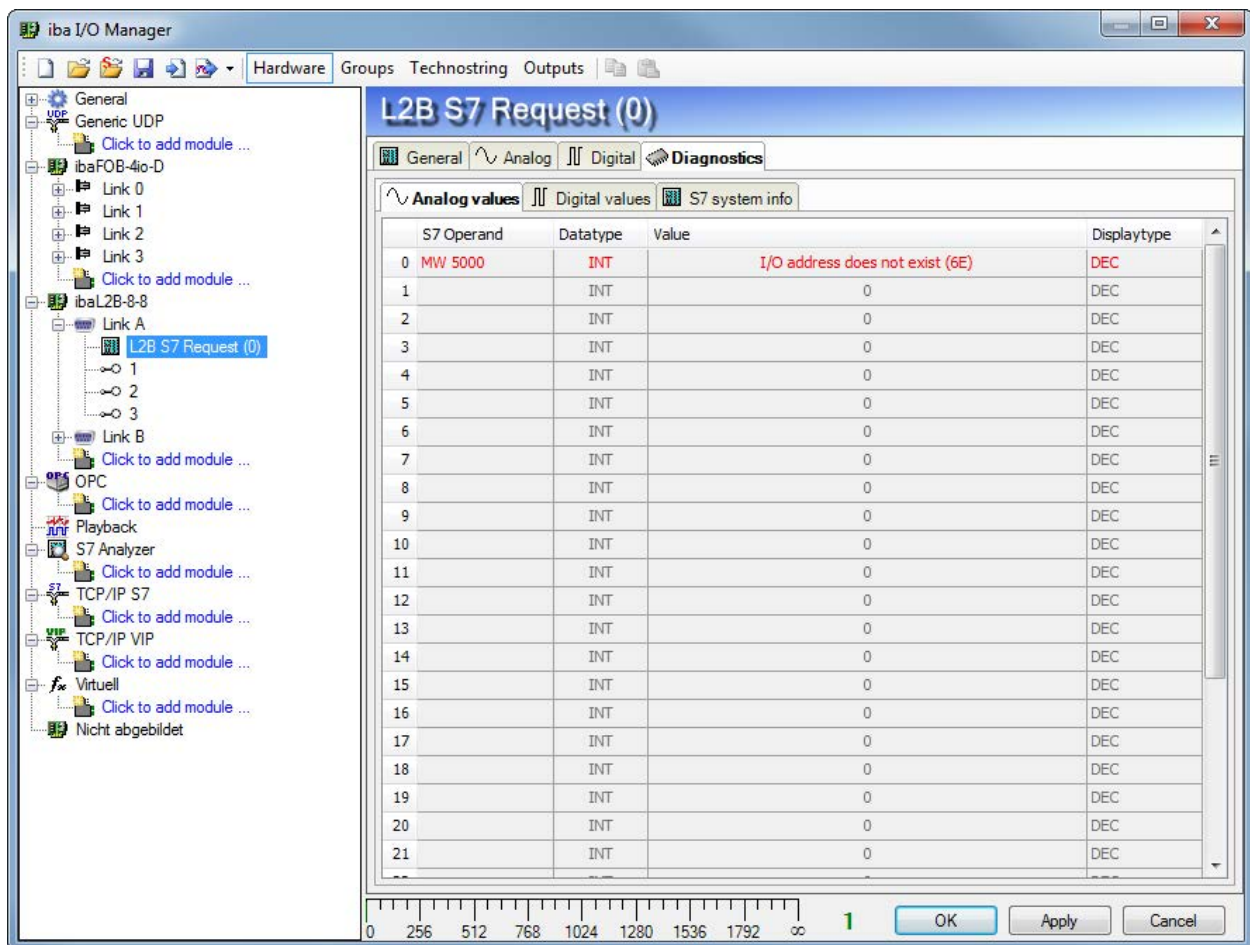 iba I/O Manager
Hardware Groups Technostring Outputs
General
UDP Generic UDP
Click to add module ...
ibaFOB-4io-D
Link 0
Link 1
Link 2
Link 3
Click to add module ...
ibaL2B-8-8
Link A
L2B S7 Request (0)
1
2
3
Link B
Click to add module ...
OPC OPC
Click to add module ...
Playback
S7 Analyzer
Click to add module ...
S7 TCP/IP S7
Click to add module ...
VIP TCP/IP VIP
Click to add module ...
fx Virtuell
Click to add module ...
Nicht abgebildet
L2B S7 Request (0)
General Analog Digital Diagnostics
Analog values Digital values S7 system info
S7 Operand Datatype Value Displaytype
0 MW 5000 INT I/O address does not exist (6E) DEC
1 INT 0 DEC
2 INT 0 DEC
3 INT 0 DEC
4 INT 0 DEC
5 INT 0 DEC
6 INT 0 DEC
7 INT 0 DEC
8 INT 0 DEC
9 INT 0 DEC
10 INT 0 DEC
11 INT 0 DEC
12 INT 0 DEC
13 INT 0 DEC
14 INT 0 DEC
15 INT 0 DEC
16 INT 0 DEC
17 INT 0 DEC
18 INT 0 DEC
19 INT 0 DEC
20 INT 0 DEC
21 INT 0 DEC
0 256 512 768 1024 1280 1536 1792 ∞ 1 OK Apply Cancel